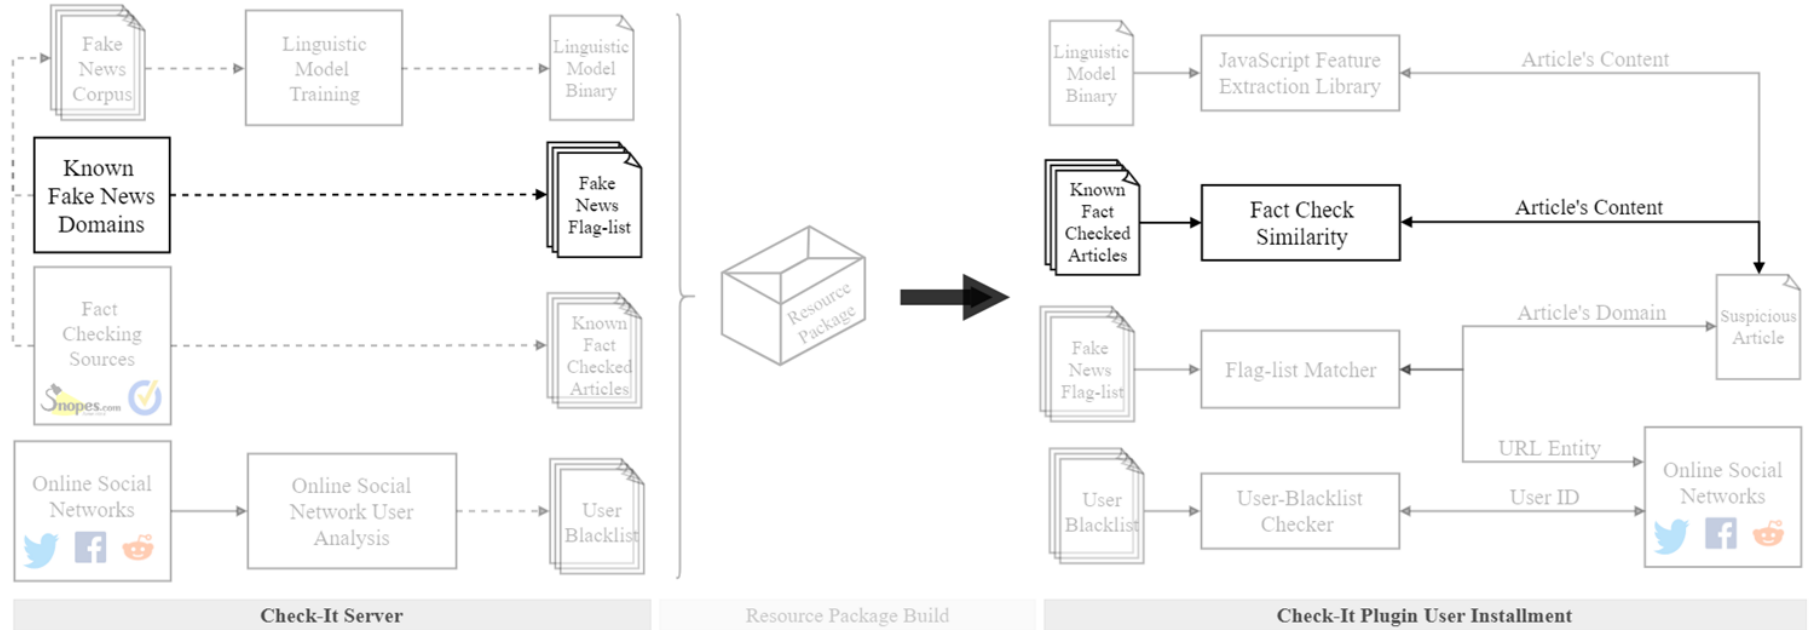 Fake
News
Corpus
Linguistic
Model
Training
Linguistic
Model
Binary
Known
Fake News
Domains
Fake
News
Flag-list
Fact
Checking
Sources
Snopes.com
Known
Fact
Checked
Articles
Online Social
Networks
Online Social
Network User
Analysis
User
Blacklist
Check-It Server
Resource
Package
Resource Package Build
Linguistic
Model
Binary
JavaScript Feature
Extraction Library
Article's Content
Known
Fact
Checked
Articles
Fact Check
Similarity
Article's Content
Fake
News
Flag-list
Flag-list Matcher
Article's Domain
Suspicious
Article
URL Entity
User
Blacklist
User-Blacklist
Checker
User ID
Online Social
Networks
Check-It Plugin User Installment